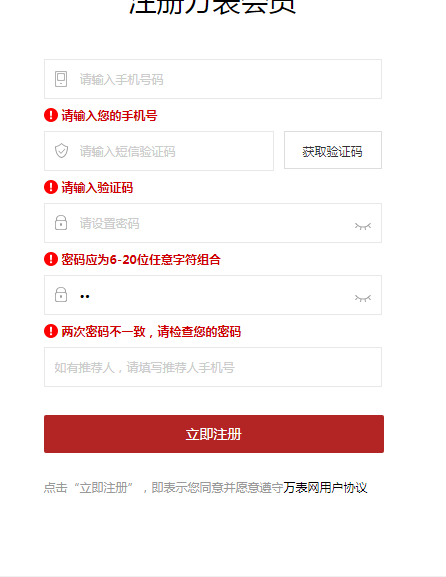 注册万表会员
请输入手机号码
请输入您的手机号
请输入短信验证码
获取验证码
请输入验证码
请设置密码
密码应为6-20位任意字符组合
••
两次密码不一致，请检查您的密码
如有推荐人，请填写推荐人手机号
立即注册
点击“立即注册”，即表示您同意并愿意遵守万表网用户协议